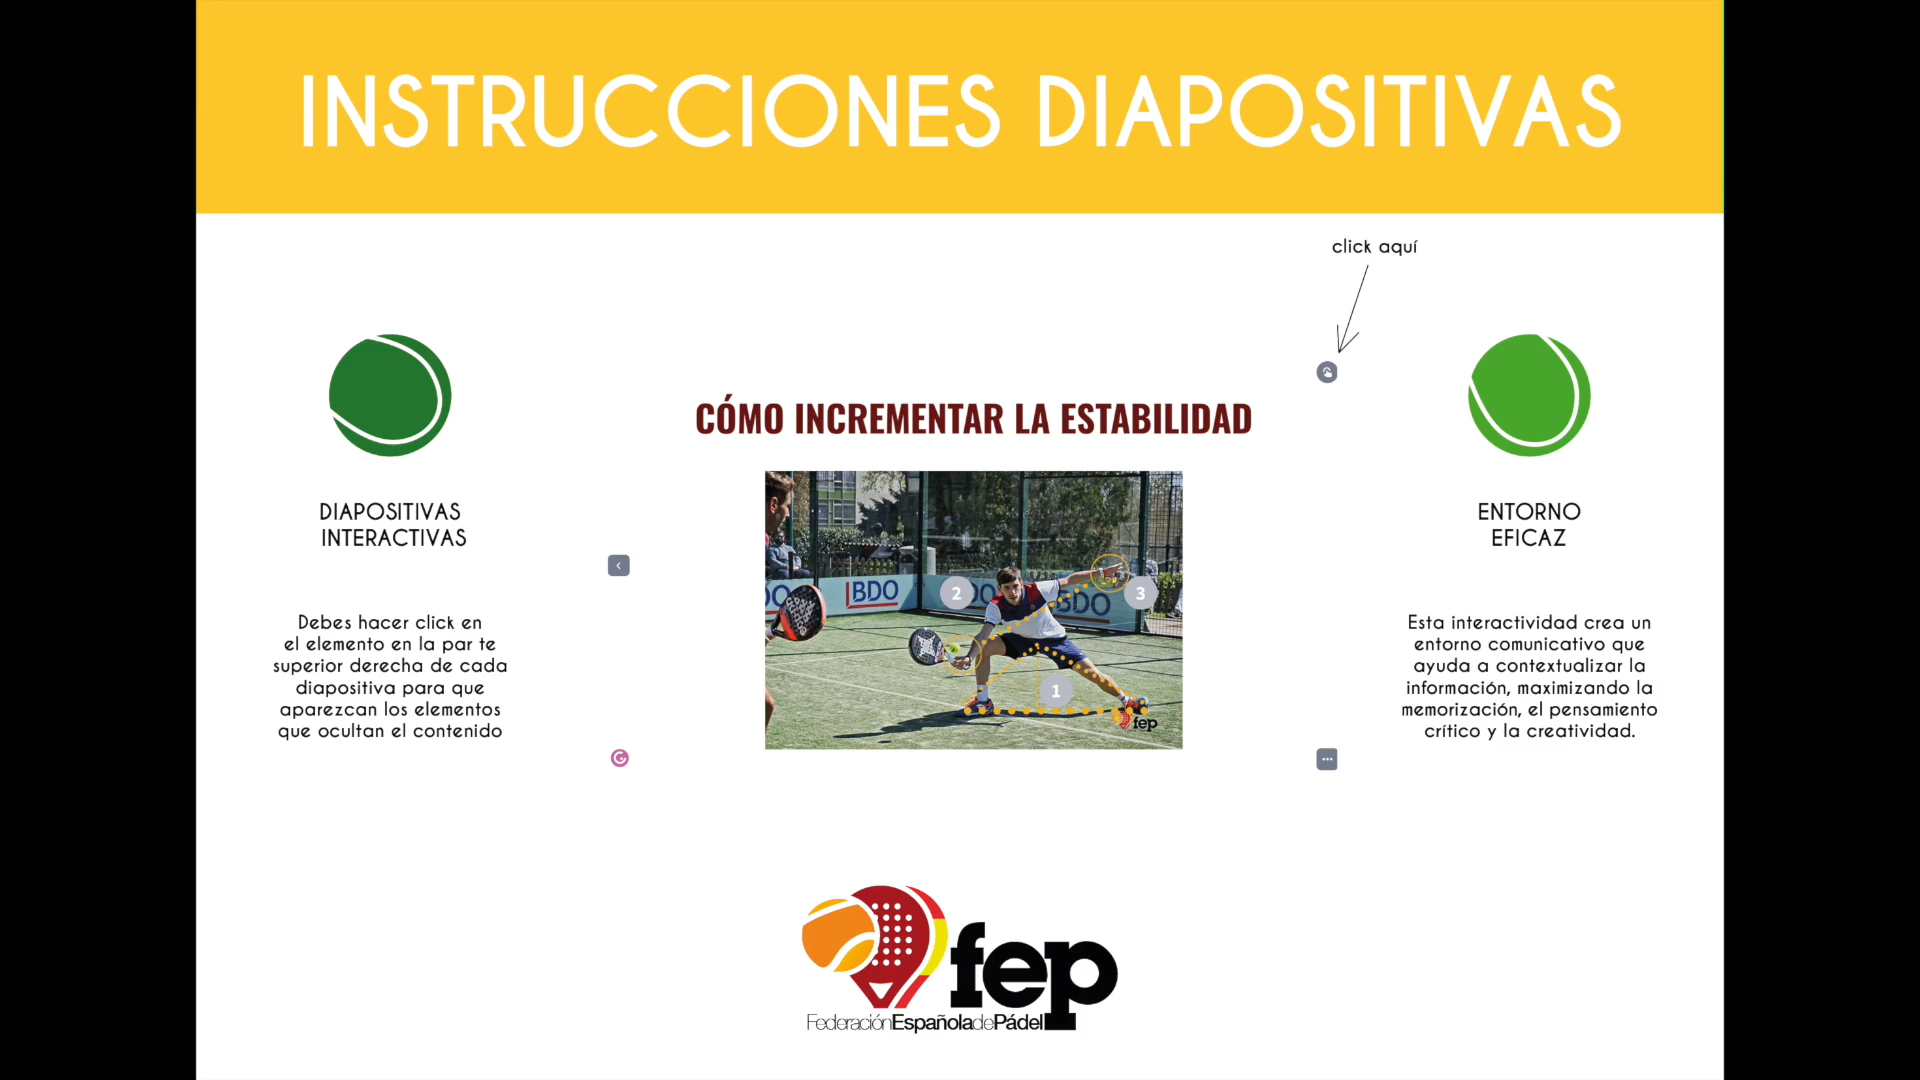 INSTRUCCIONES DIAPOSITIVAS
click aquí
DIAPOSITIVAS
INTERACTIVAS
Debes hacer click en
el elemento en la par te
superior derecha de cada
diapositiva para que
aparezcan los elementos
que ocultan el contenido
CÓMO INCREMENTAR LA ESTABILIDAD
BDO
BDO
2
3
1
fep
ENTORNO
EFICAZ
Esta interactividad crea un
entorno comunicativo que
ayuda a contextualizar la
información, maximizando la
memorización, el pensamiento
crítico y la creatividad.
fep
FederaciónEspañoladePádel